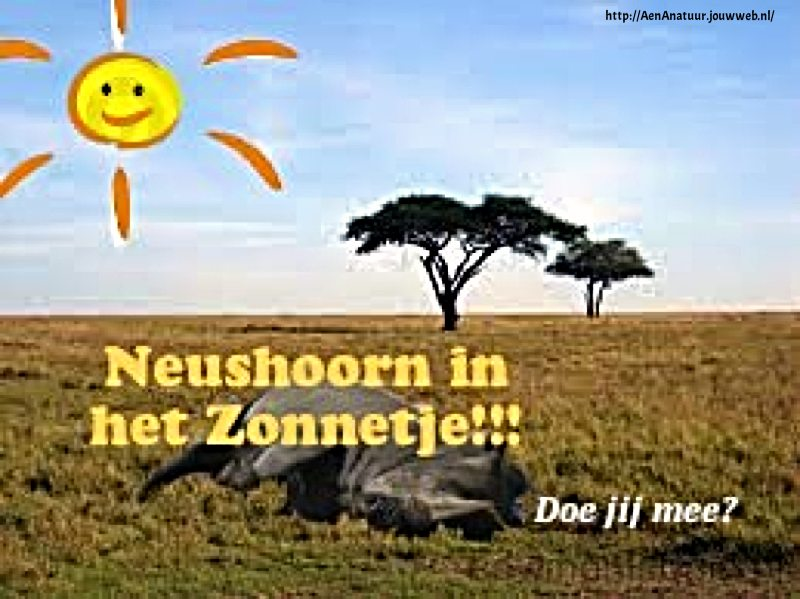 http://AenAnatuur.jouwweb.nl/
Neushoorn in
het Zonnetje!!!
Doe jij mee?